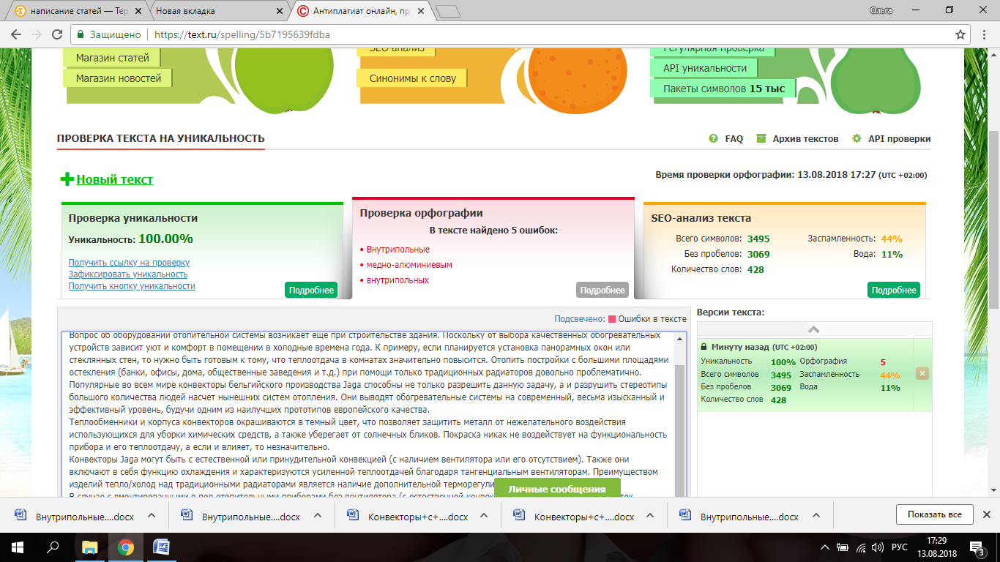 написание статей — Тер
Новая вкладка
Антиплагиат онлайн, пр
Ольга
Защищено
https://text.ru/spelling/5b7195639fdba
Магазин статей
SEO-анализ
Регулярная проверка
Магазин новостей
Синонимы к слову
API уникальности
Пакеты символов 15 тыс
ПРОВЕРКА ТЕКСТА НА УНИКАЛЬНОСТЬ
FAQ
Архив текстов
API проверки
Новый текст
Время проверки орфографии: 13.08.2018 17:27 (UTC +02:00)
Проверка уникальности
Уникальность: 100.00%
Получить ссылку на проверку
Зафиксировать уникальность
Получить кнопку уникальности
Подробнее
Проверка орфографии
В тексте найдено 5 ошибок:
• Внутрипольные
• медно-алюминиевым
• внутрипольных
Подробнее
SEO-анализ текста
Всего символов: 3495 Заспамленность: 44%
Без пробелов: 3069 Вода: 11%
Количество слов: 428
Подробнее
Подсвечено: Ошибки в тексте
Вопрос об оборудовании отопительной системы возникает еще при строительстве здания. Поскольку от выбора качественных обогревательных
устройств зависит уют и комфорт в помещении в холодные времена года. К примеру, если планируется установка панорамных окон или
стеклянных стен, то нужно быть готовым к тому, что теплоотдача в комнатах значительно повысится. Отопить постройки с большими площадями
остекления (банки, офисы, дома, общественные заведения и т.д.) при помощи только традиционных радиаторов довольно проблематично.
Популярные во всем мире конвекторы бельгийского производства Jaga способны не только разрешить данную задачу, а и разрушить стереотипы
большого количества людей насчет нынешних систем отопления. Они выводят обогревательные системы на современный, весьма изысканный и
эффективный уровень, будучи одним из наилучших прототипов европейского качества.
Теплообменники и корпуса конвекторов окрашиваются в темный цвет, что позволяет защитить металл от нежелательного воздействия
использующихся для уборки химических средств, а также уберегает от солнечных бликов. Покраска никак не воздействует на функциональность
прибора и его теплоотдачу, а если и влияет, то незначительно.
Конвекторы Jaga могут быть с естественной или принудительной конвекцией (с наличием вентилятора или его отсутствием). Также они
включают в себя функцию охлаждения и характеризуются усиленной теплоотдачей благодаря тангенциальным вентиляторам. Преимуществом
изделий тепло/холод над традиционными радиаторами является наличие дополнительной терморегули
В случае с вмонтированными в пол отопительными приборами без вентилятора (с естественной конвек
Личные сообщения
Версии текста:
Минуту назад (UTC +02:00)
Уникальность 100% Орфография 5
Всего символов 3495 Заспамленность 44%
Без пробелов 3069 Вода 11%
Количество слов 428
Внутрипольные....docx
Внутрипольные....docx
Конвекторы+с+....docx
Конвекторы+с+....docx
Внутрипольные....docx
Показать все
РУС
17:29
13.08.2018
3